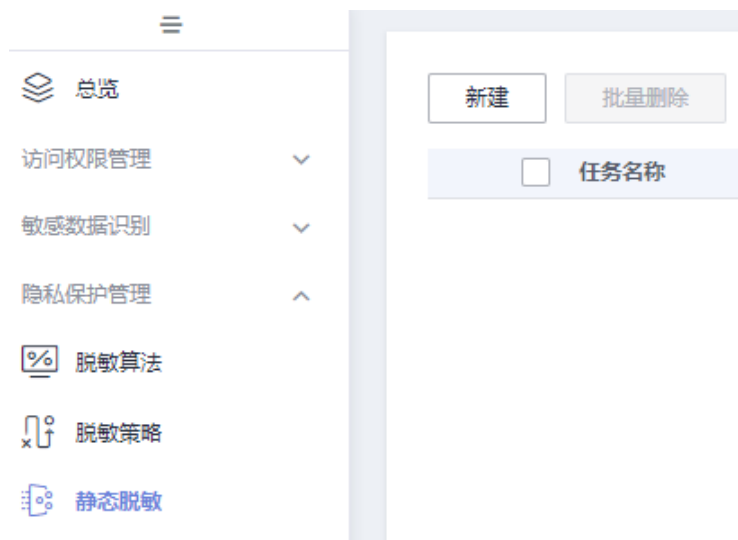 总览
访问权限管理
敏感数据识别
隐私保护管理
脱敏算法
脱敏策略
静态脱敏
新建 批量删除
任务名称